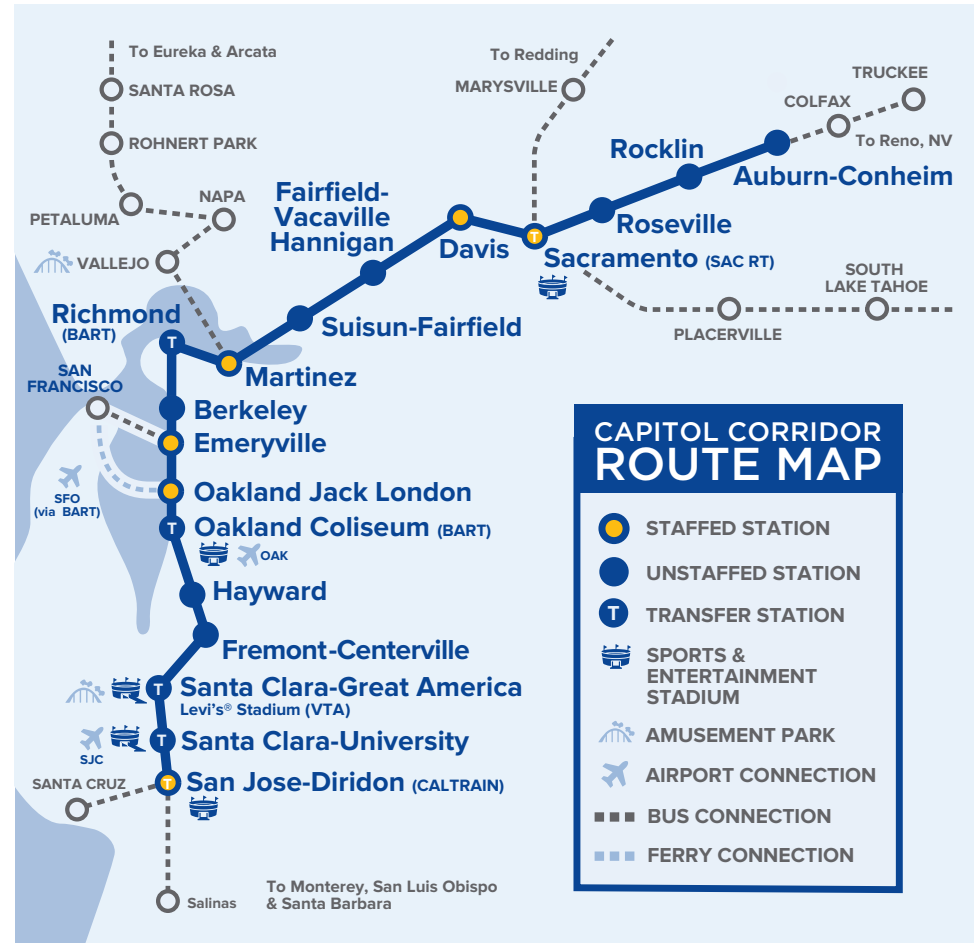 To Eureka & Arcata
SANTA ROSA
ROHNERT PARK
PETALUMA
NAPA
VALLEJO
To Redding
MARYSVILLE
TRUCKEE
COLFAX
To Reno, NV
Rocklin
Auburn-Conheim
Roseville
Fairfield-
Vacaville
Hannigan
Davis
Sacramento (SAC RT)
T
SOUTH
LAKE TAHOE
PLACERVILLE
Suisun-Fairfield
Richmond
(BART)
T
Martinez
SAN
FRANCISCO
Berkeley
Emeryville
SFO
(via BART)
Oakland Jack London
T
Oakland Coliseum (BART)
OAK
Hayward
Fremont-Centerville
T
Santa Clara-Great America
Levi's® Stadium (VTA)
T
Santa Clara-University
SJC
SANTA CRUZ
T
San Jose-Diridon (CALTRAIN)
Salinas
To Monterey, San Luis Obispo
& Santa Barbara
CAPITOL CORRIDOR
ROUTE MAP
STAFFED STATION
UNSTAFFED STATION
T
TRANSFER STATION
SPORTS &
ENTERTAINMENT
STADIUM
AMUSEMENT PARK
AIRPORT CONNECTION
BUS CONNECTION
FERRY CONNECTION